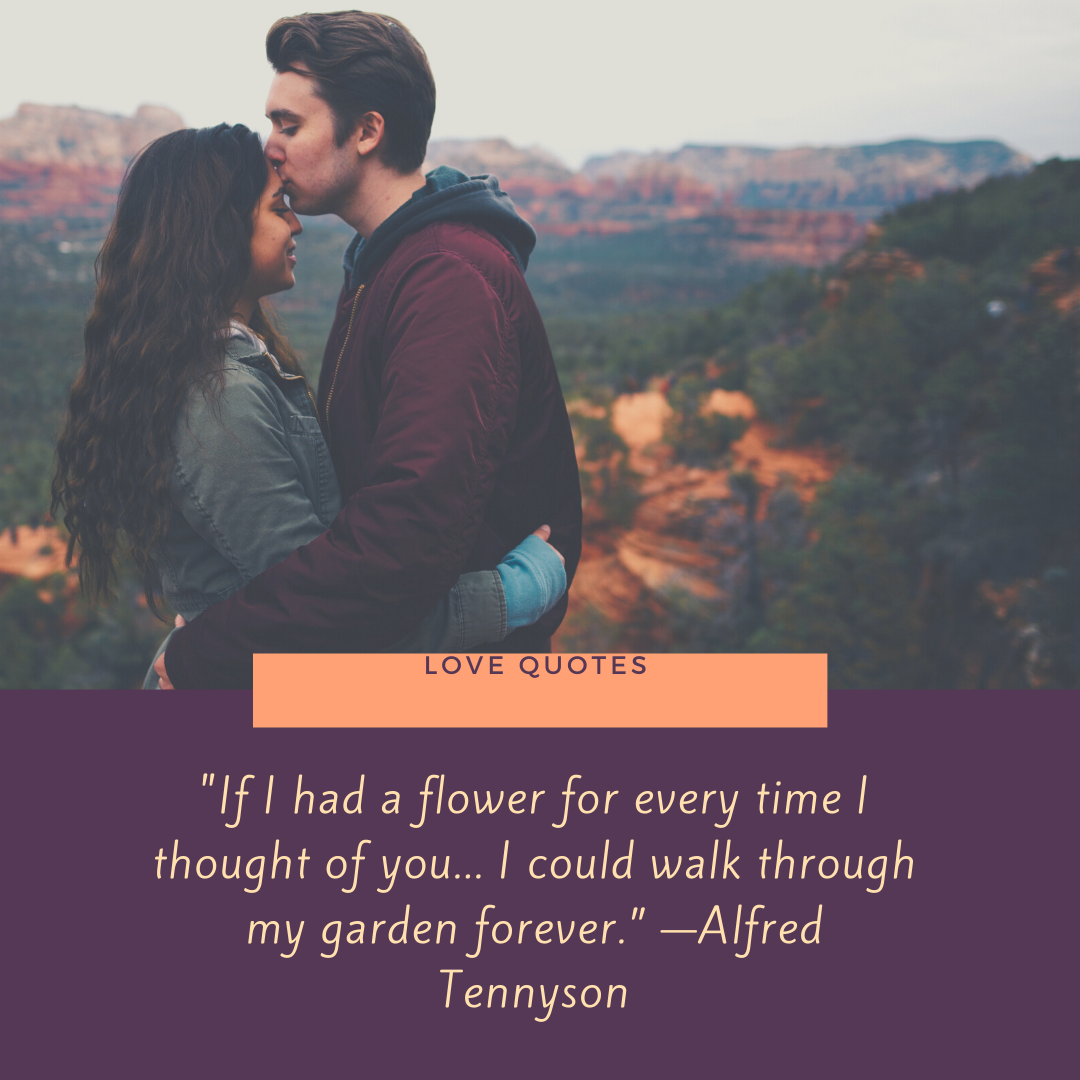 LOVE QUOTES
"If I had a flower for every time I
thought of you... I could walk through
my garden forever." —Alfred
Tennyson